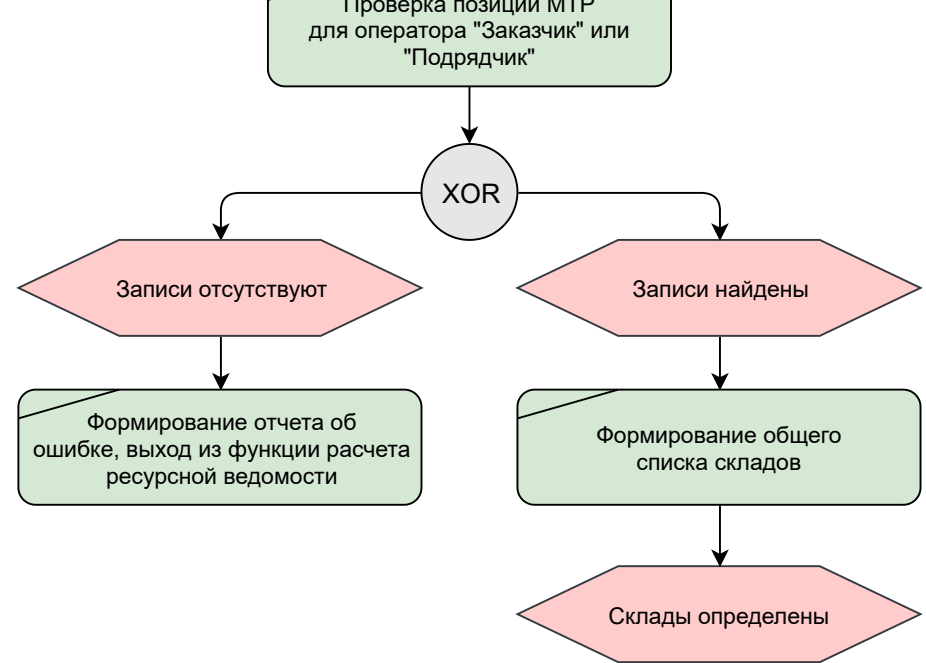 Проверка позиций МТР
для оператора "Заказчик" или
"Подрядчик"
XOR
Записи отсутствуют
Записи найдены
Формирование отчета об
ошибке, выход из функции расчета
ресурсной ведомости
Формирование общего
списка складов
Склады определены